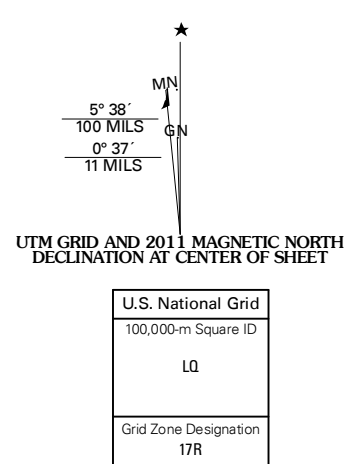 ★
MN
5° 38´
100 MILS
GN
0° 37´
11 MILS
UTM GRID AND 2011 MAGNETIC NORTH
DECLINATION AT CENTER OF SHEET
U.S. National Grid
100,000-m Square ID
LQ
Grid Zone Designation
17R